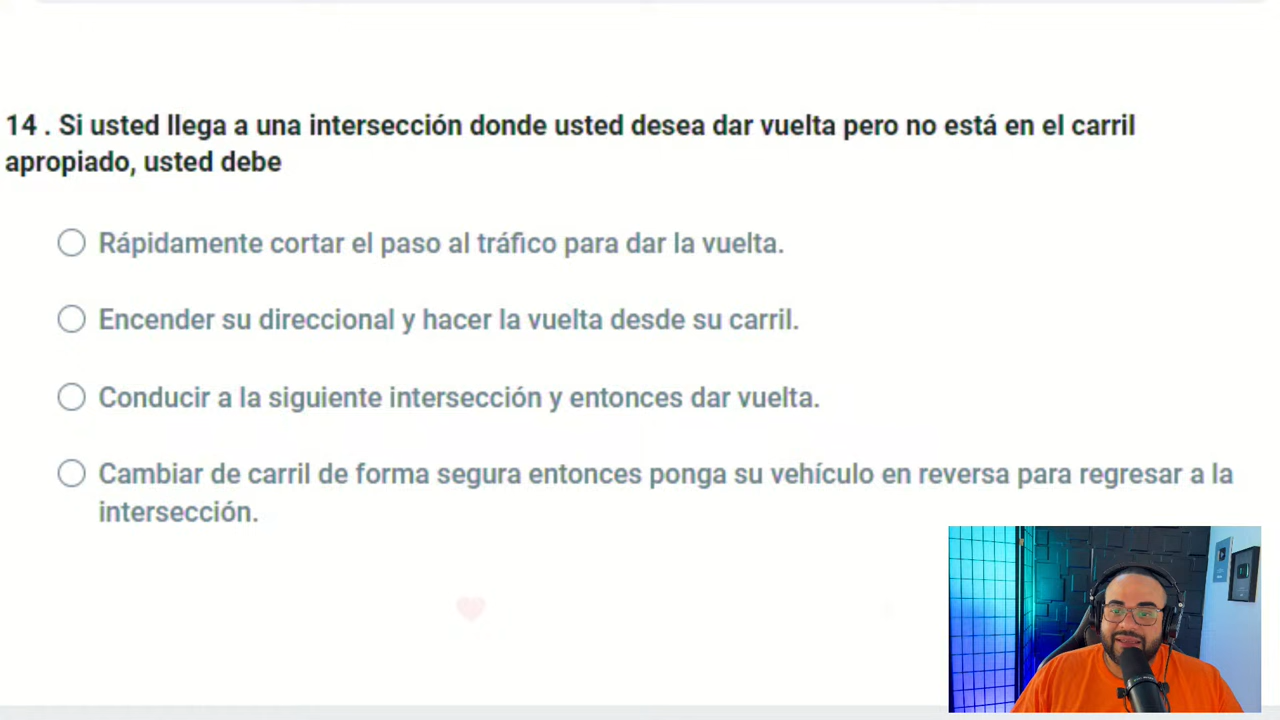 14 . Si usted llega a una intersección donde usted desea dar vuelta pero no está en el carril
apropiado, usted debe
Rápidamente cortar el paso al tráfico para dar la vuelta.
Encender su direccional y hacer la vuelta desde su carril.
Conducir a la siguiente intersección y entonces dar vuelta.
Cambiar de carril de forma segura entonces ponga su vehículo en reversa para regresar a la
intersección.